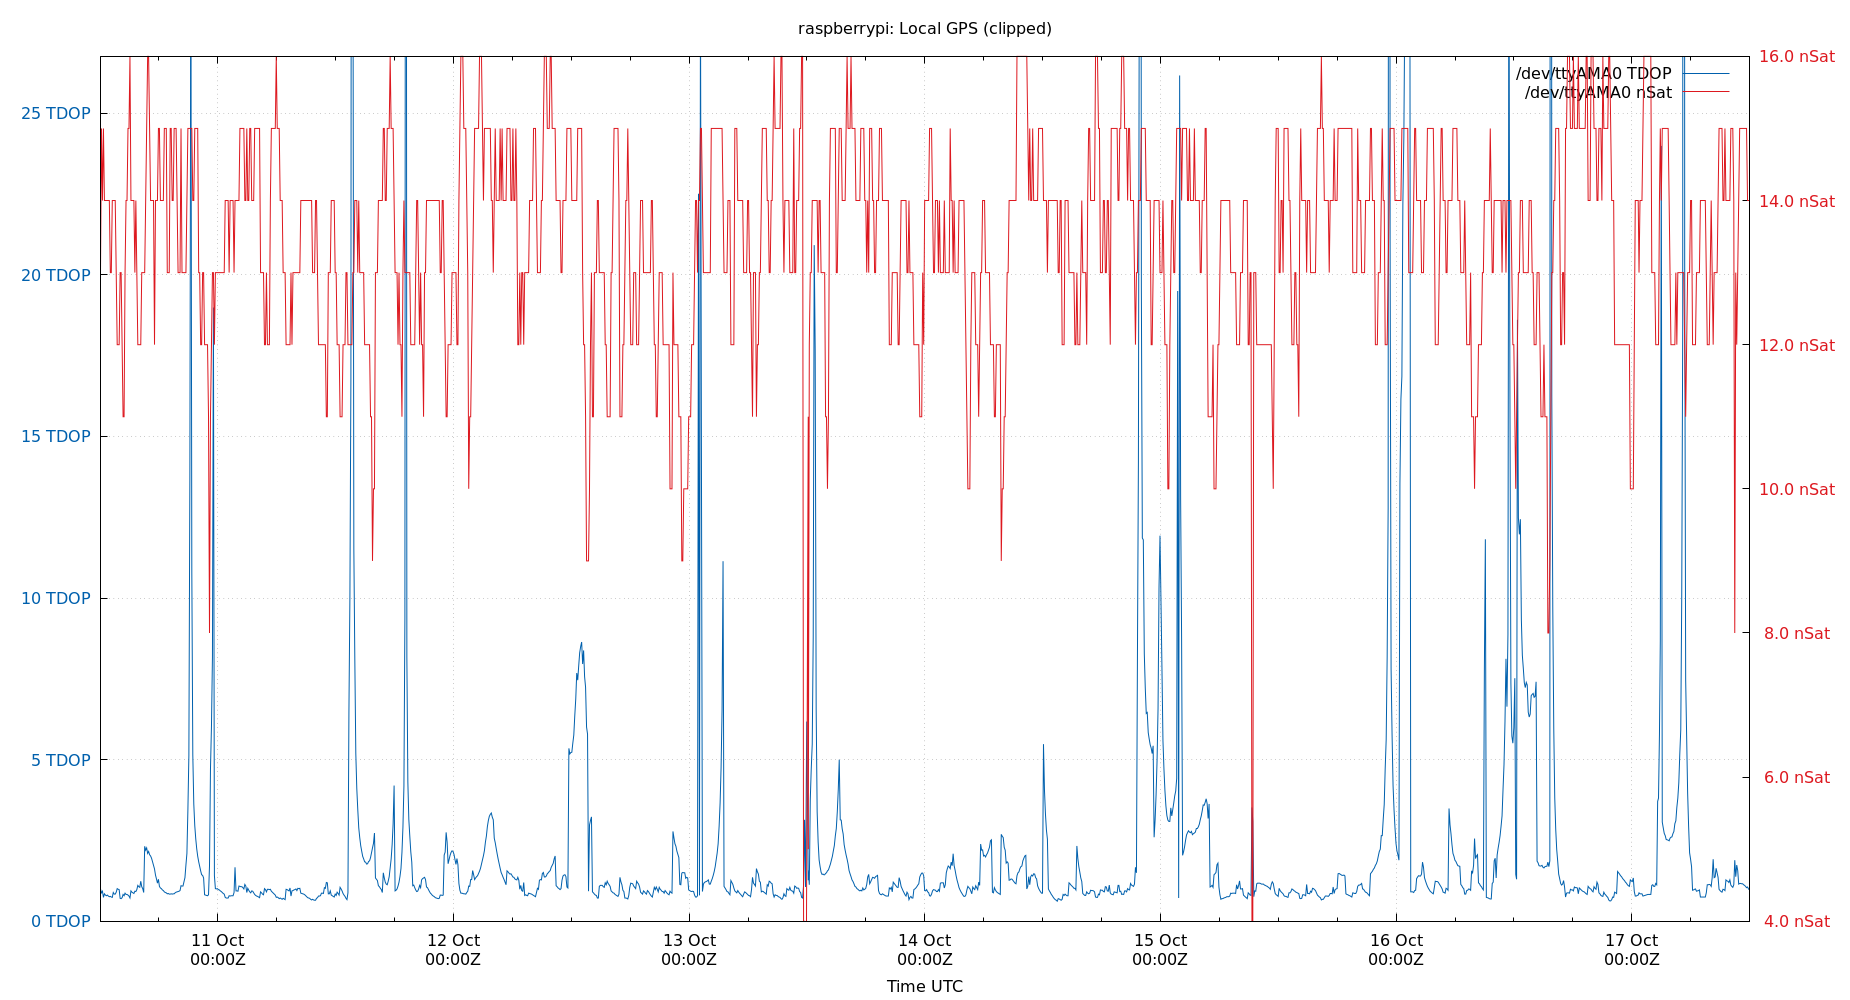 raspberrypi: Local GPS (clipped)
/dev/ttyAMA0 TDOP
/dev/ttyAMA0 nSat
25 TDOP
20 TDOP
15 TDOP
10 TDOP
5 TDOP
0 TDOP
16.0 nSat
14.0 nSat
12.0 nSat
10.0 nSat
8.0 nSat
6.0 nSat
4.0 nSat
11 Oct
00:00Z
12 Oct
00:00Z
13 Oct
00:00Z
14 Oct
00:00Z
15 Oct
00:00Z
16 Oct
00:00Z
17 Oct
00:00Z
Time UTC